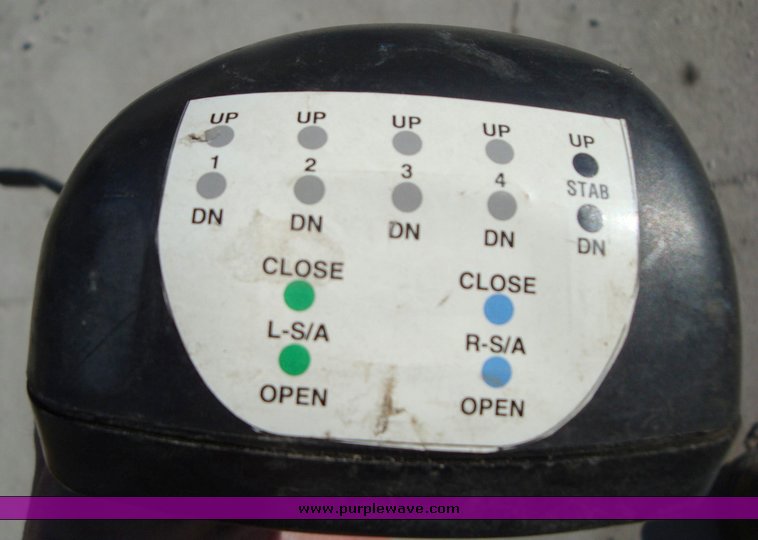 UP UP UP UP UP
1 2 3 4 STAB
DN DN DN DN DN
CLOSE CLOSE
L-S/A R-S/A
OPEN OPEN
www.purplewave.com